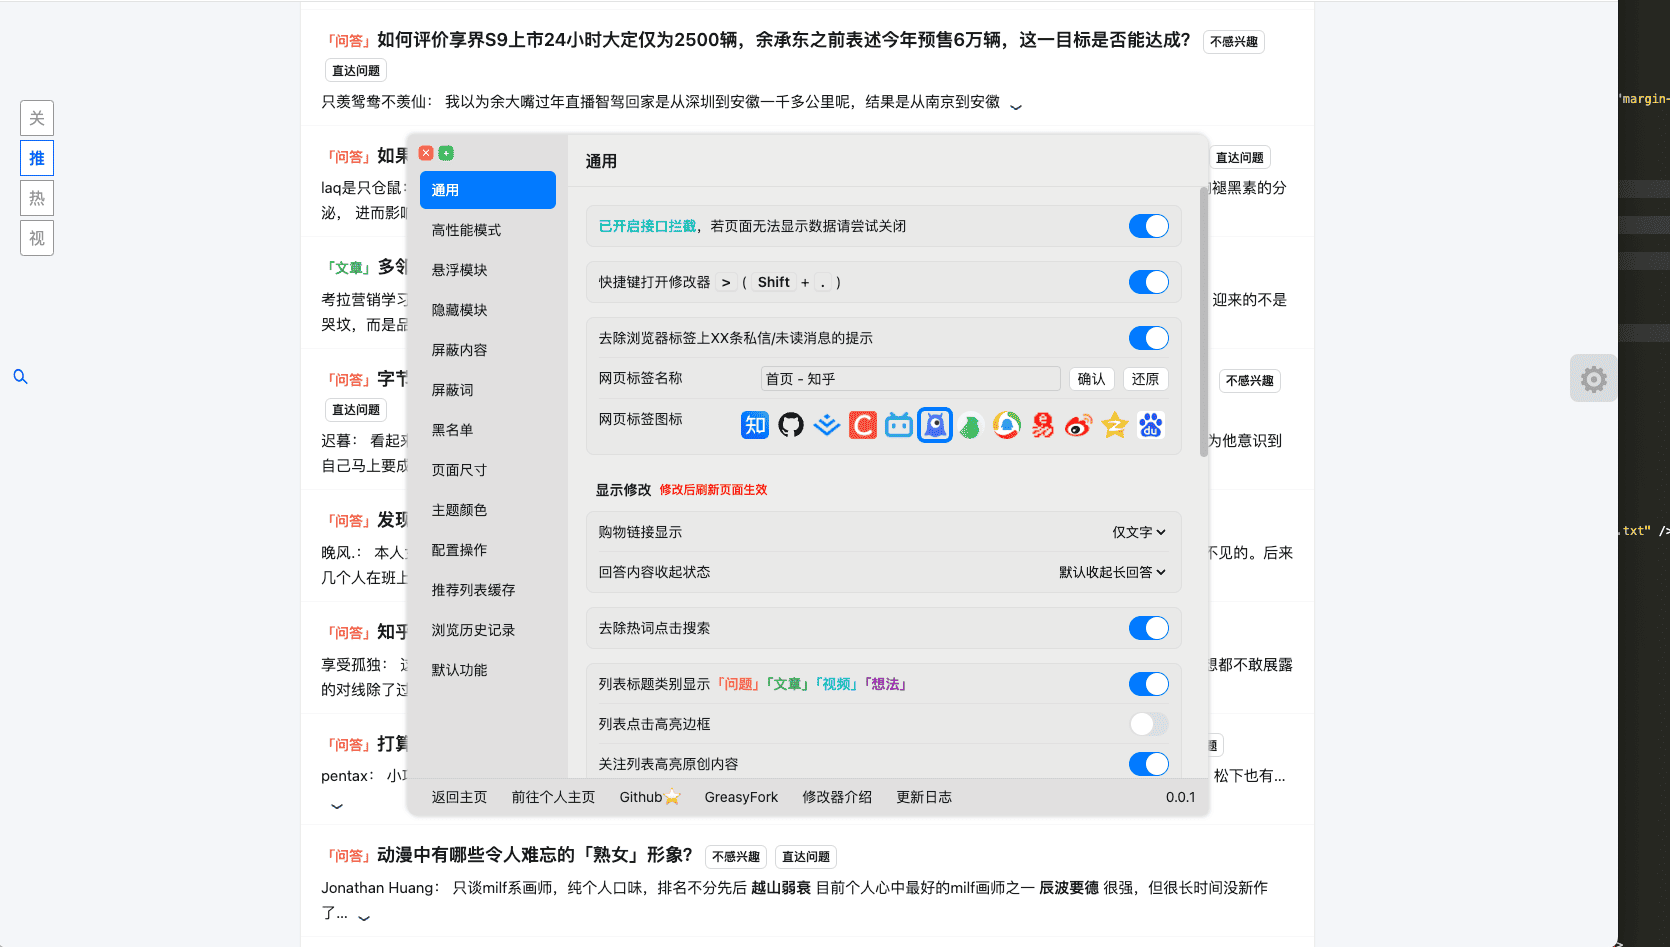 「问答」如何评价享界S9上市24小时大定仅为2500辆，余承东之前表述今年预售6万辆，这一目标是否能达成？ 不感兴趣
直达问题
只羡鸳鸯不羡仙： 我以为余大嘴过年直播智驾回家是从深圳到安徽一千多公里呢，结果是从南京到安徽
关
推
热
视
「问答」如果
直达问题
laq是只仓鼠：
褪黑素的分
泌， 进而影响
「文章」多邻
考拉营销学习
迎来的不是
哭坟，而是品
「问答」字节
不感兴趣
直达问题
迟暮： 看起来
为他意识到
自己马上要成
「问答」发现
晚风.： 本人
不见的。后来
几个人在班上
「问答」知乎
享受孤独： 这
想都不敢展露
的对线除了过
「问答」打算
题
pentax： 小巧
松下也有...
「问答」动漫中有哪些令人难忘的「熟女」形象？ 不感兴趣 直达问题
Jonathan Huang： 只谈milf系画师，纯个人口味，排名不分先后 越山弱衰 目前个人心中最好的milf画师之一 辰波要德 很强，但很长时间没新作
了...
通用
高性能模式
悬浮模块
隐藏模块
屏蔽内容
屏蔽词
黑名单
页面尺寸
主题颜色
配置操作
推荐列表缓存
浏览历史记录
默认功能
通用
已开启接口拦截，若页面无法显示数据请尝试关闭
快捷键打开修改器 > ( Shift + . )
去除浏览器标签上XX条私信/未读消息的提示
网页标签名称 首页 - 知乎 确认 还原
网页标签图标 知 du
显示修改 修改后刷新页面生效
购物链接显示 仅文字
回答内容收起状态 默认收起长回答
去除热词点击搜索
列表标题类别显示「问题」「文章」「视频」「想法」
列表点击高亮边框
关注列表高亮原创内容
返回主页 前往个人主页 Github⭐ GreasyFork 修改器介绍 更新日志 0.0.1
"margin-
.txt" />